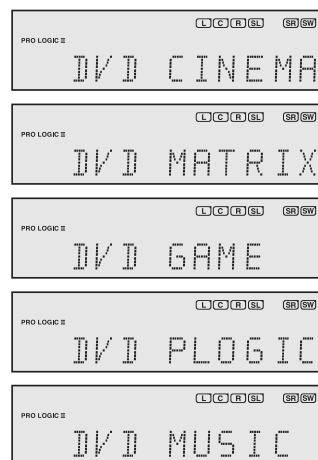 L C R SL SR SW
PRO LOGIC II
DVD CINEMA
L C R SL SR SW
PRO LOGIC II
DVD MATRIX
L C R SL SR SW
PRO LOGIC II
DVD GAME
L C R SL SR SW
PRO LOGIC II
DVD PLOGIC
L C R SL SR SW
PRO LOGIC II
DVD MUSIC